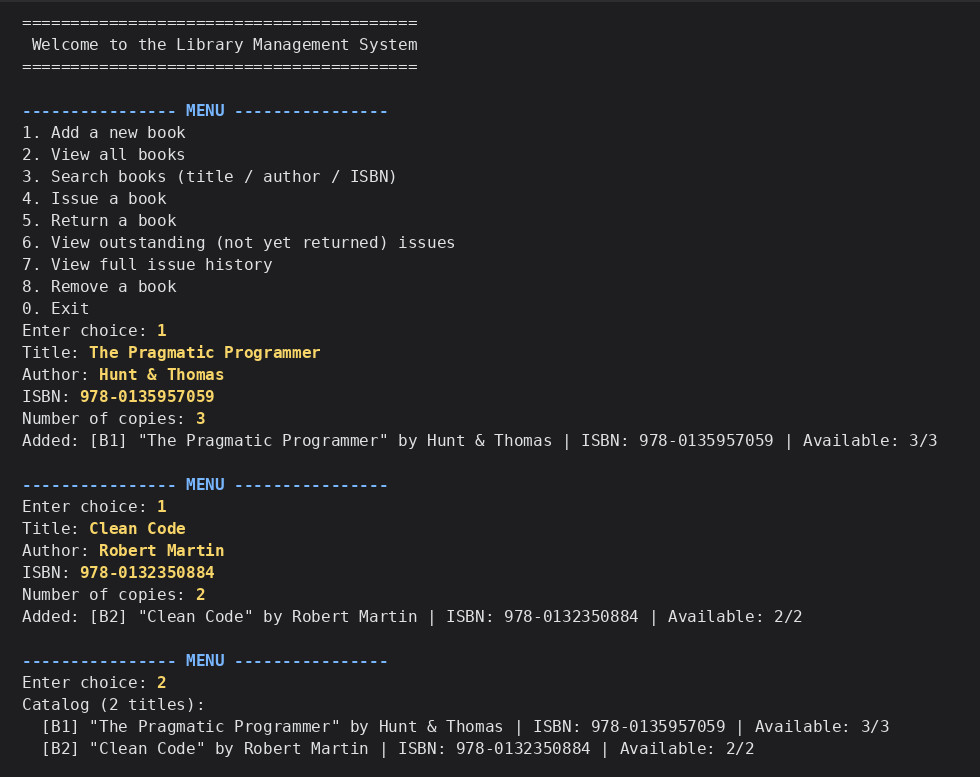 =========================================
 Welcome to the Library Management System
=========================================
---------------- MENU ----------------
1. Add a new book
2. View all books
3. Search books (title / author / ISBN)
4. Issue a book
5. Return a book
6. View outstanding (not yet returned) issues
7. View full issue history
8. Remove a book
0. Exit
Enter choice: 1
Title: The Pragmatic Programmer
Author: Hunt & Thomas
ISBN: 978-0135957059
Number of copies: 3
Added: [B1] "The Pragmatic Programmer" by Hunt & Thomas | ISBN: 978-0135957059 | Available: 3/3
---------------- MENU ----------------
Enter choice: 1
Title: Clean Code
Author: Robert Martin
ISBN: 978-0132350884
Number of copies: 2
Added: [B2] "Clean Code" by Robert Martin | ISBN: 978-0132350884 | Available: 2/2
---------------- MENU ----------------
Enter choice: 2
Catalog (2 titles):
  [B1] "The Pragmatic Programmer" by Hunt & Thomas | ISBN: 978-0135957059 | Available: 3/3
  [B2] "Clean Code" by Robert Martin | ISBN: 978-0132350884 | Available: 2/2